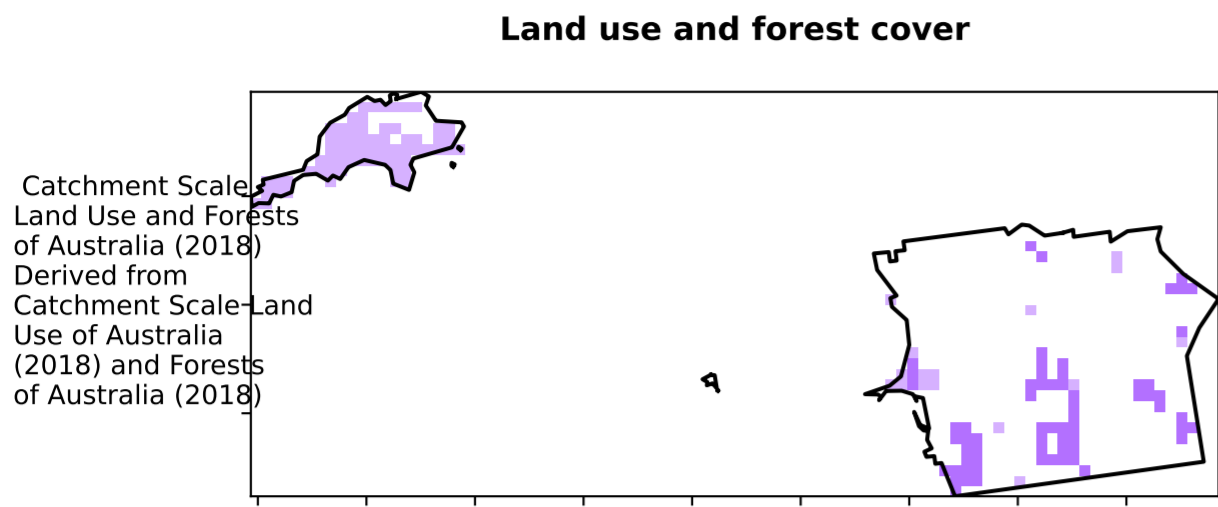 Land use and forest cover
Catchment Scale
Land Use and Forests
of Australia (2018)
Derived from
Catchment Scale Land
Use of Australia
(2018) and Forests
of Australia (2018)